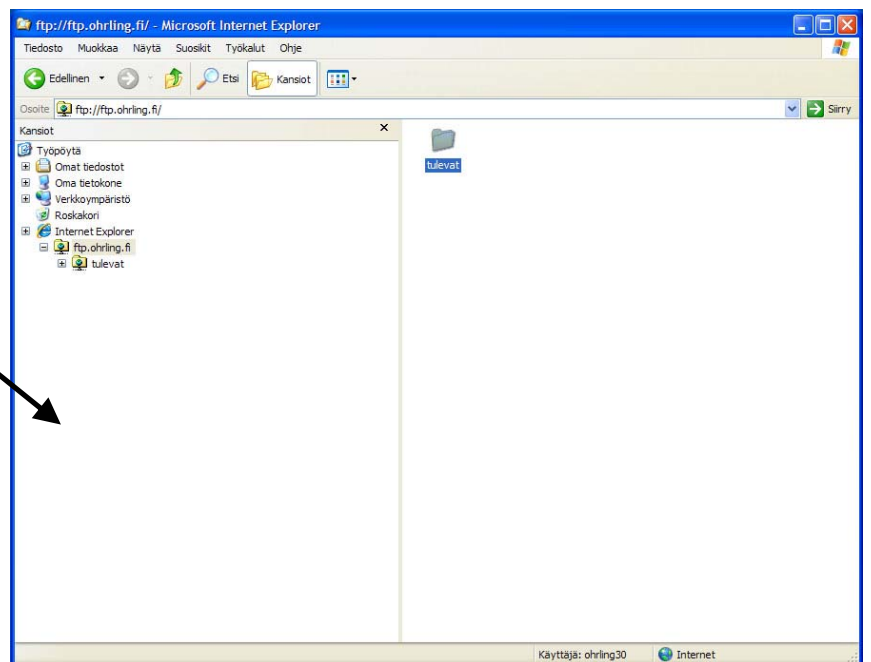 ftp://ftp.ohrling.fi/ - Microsoft Internet Explorer
Tiedosto Muokkaa Näytä Suosikit Työkalut Ohje
Edellinen Etsi Kansiot
Osoite ftp://ftp.ohrling.fi/ Siirry
Kansiot
Työpöytä
Omat tiedostot
Oma tietokone
Verkkoympäristö
Roskakori
Internet Explorer
ftp.ohrling.fi
tulevat
tulevat
Käyttäjä: ohrling30 Internet